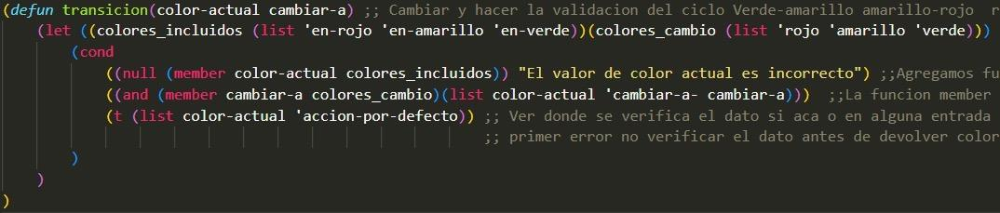 (defun transicion(color-actual cambiar-a) ;; Cambiar y hacer la validacion del ciclo Verde-amarillo amarillo-rojo
(let ((colores_incluidos (list 'en-rojo 'en-amarillo 'en-verde))(colores_cambio (list 'rojo 'amarillo 'verde)))
(cond
((null (member color-actual colores_incluidos)) "El valor de color actual es incorrecto") ;;Agregamos
((and (member cambiar-a colores_cambio)(list color-actual 'cambiar-a- cambiar-a))) ;;La funcion member
(t (list color-actual 'accion-por-defecto)) ;; Ver donde se verifica el dato si aca o en alguna entrada
;; primer error no verificar el dato antes de devolver color
)
)
)